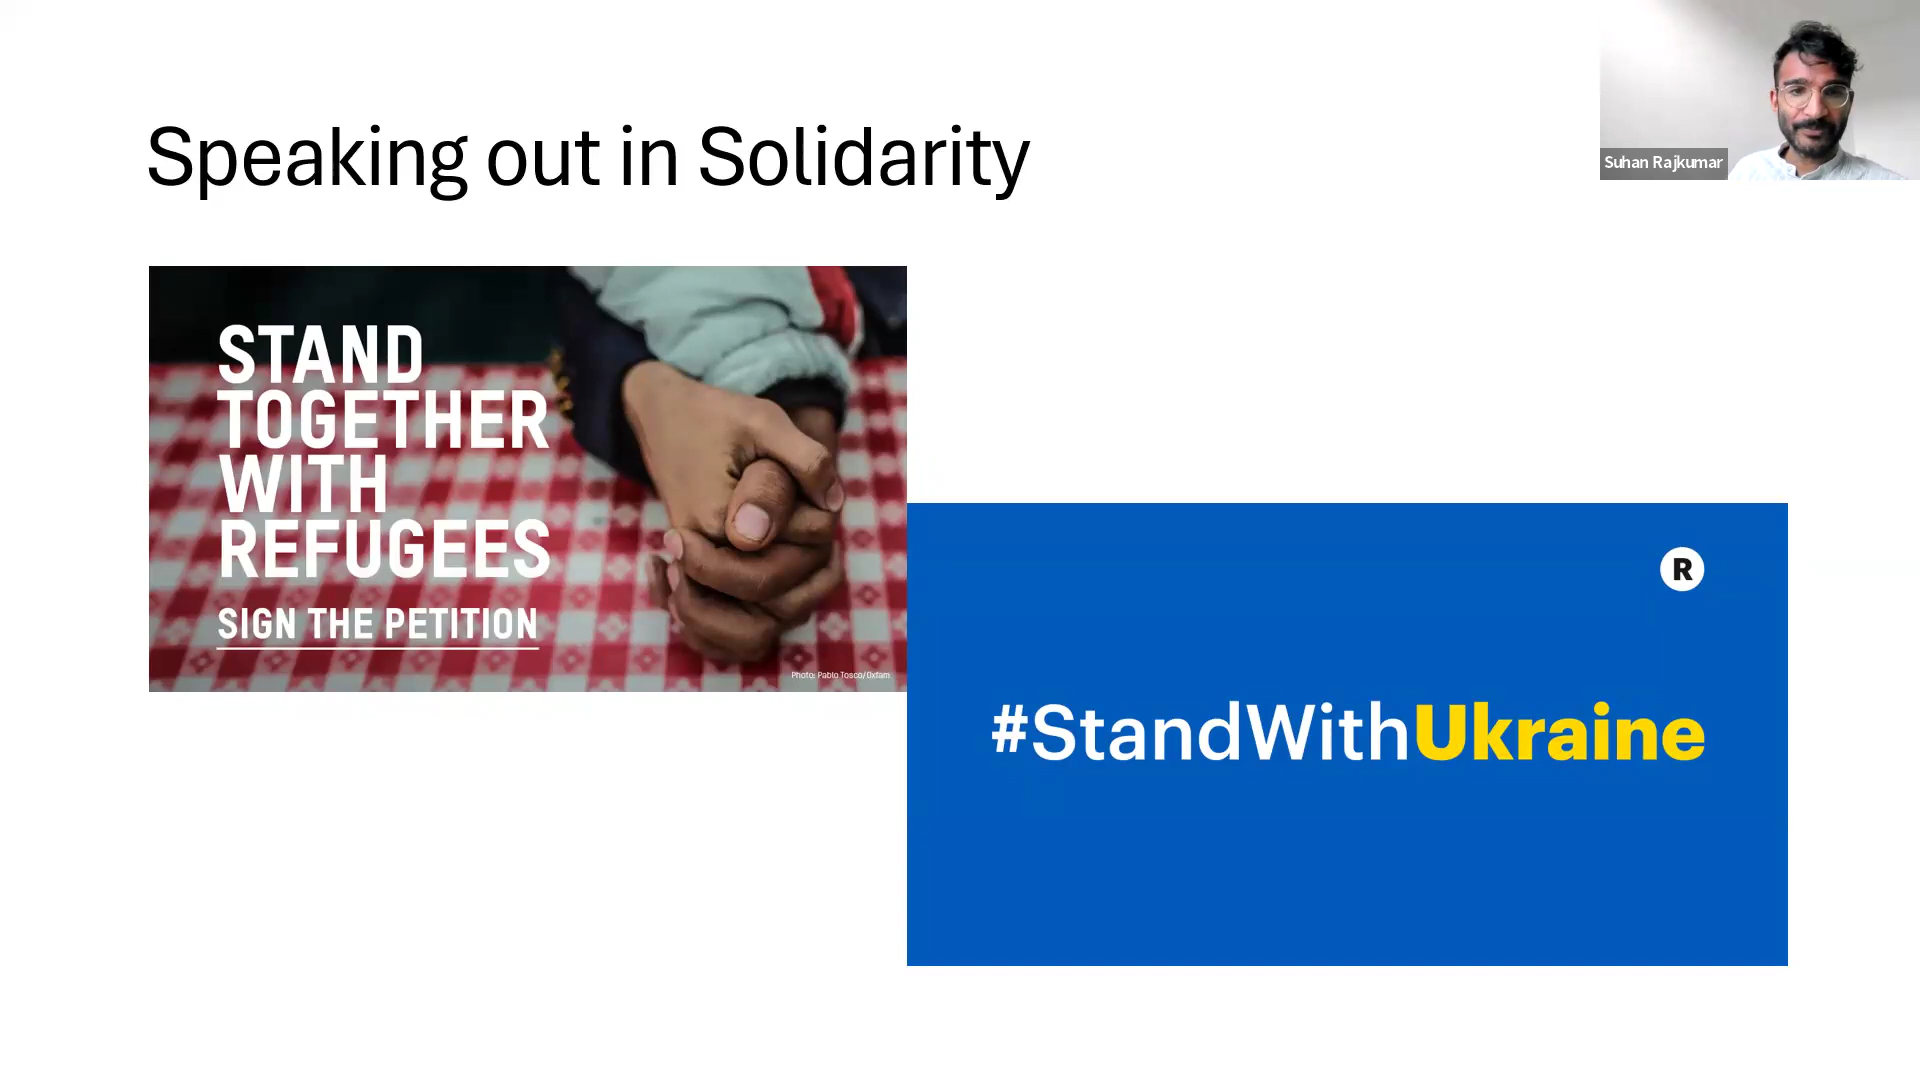 Suhan Rajkumar
Speaking out in Solidarity
STAND
TOGETHER
WITH
REFUGEES
SIGN THE PETITION
Photo: Pablo Tosco/Oxfam
R
#StandWithUkraine